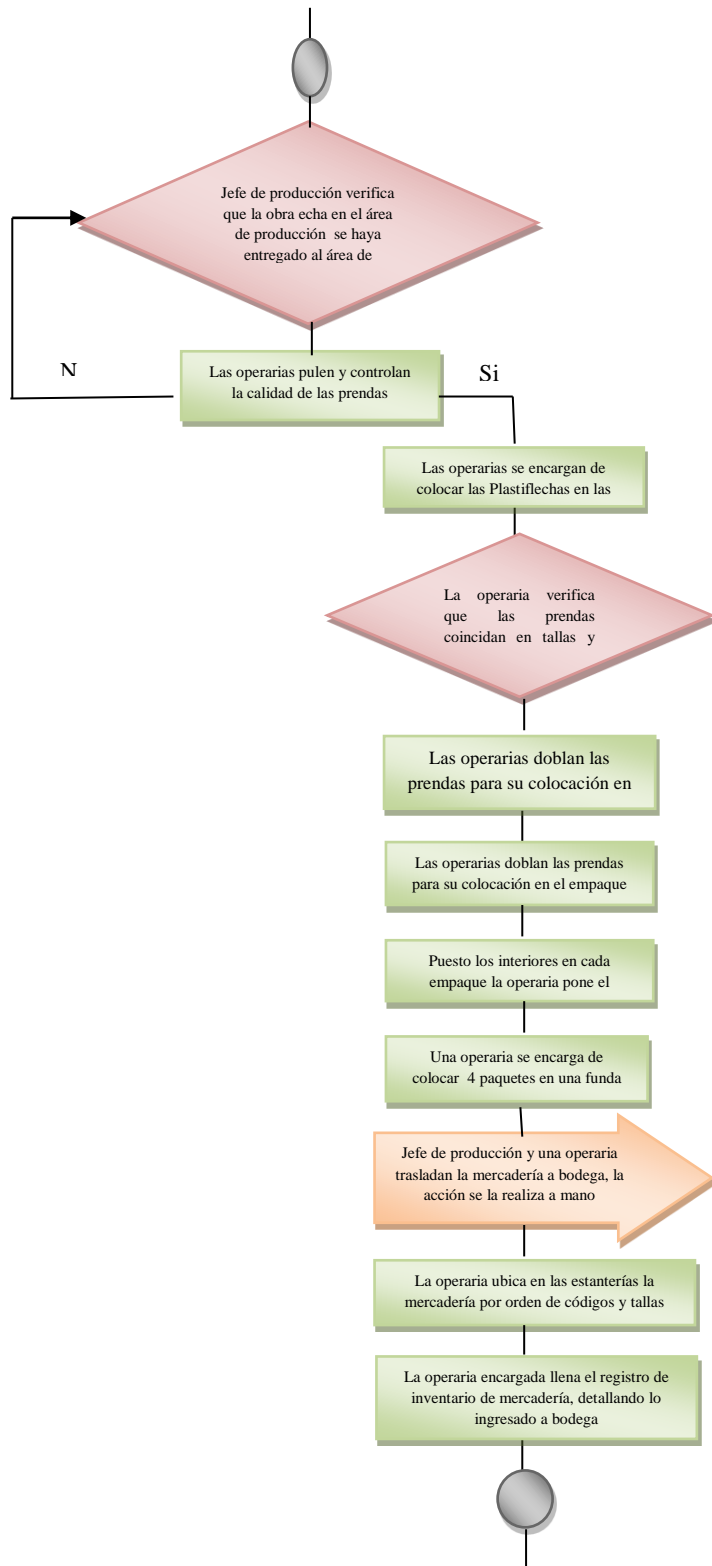 Jefe de producción verifica
que la obra echa en el área
de producción se haya
entregado al área de
N
Las operarias pulen y controlan
la calidad de las prendas
Si
Las operarias se encargan de
colocar las Plastiflechas en las
La operaria verifica
que las prendas
coincidan en tallas y
Las operarias doblan las
prendas para su colocación en
Las operarias doblan las prendas
para su colocación en el empaque
Puesto los interiores en cada
empaque la operaria pone el
Una operaria se encarga de
colocar 4 paquetes en una funda
Jefe de producción y una operaria
trasladan la mercadería a bodega, la
acción se la realiza a mano
La operaria ubica en las estanterías la
mercadería por orden de códigos y tallas
La operaria encargada llena el registro de
inventario de mercadería, detallando lo
ingresado a bodega